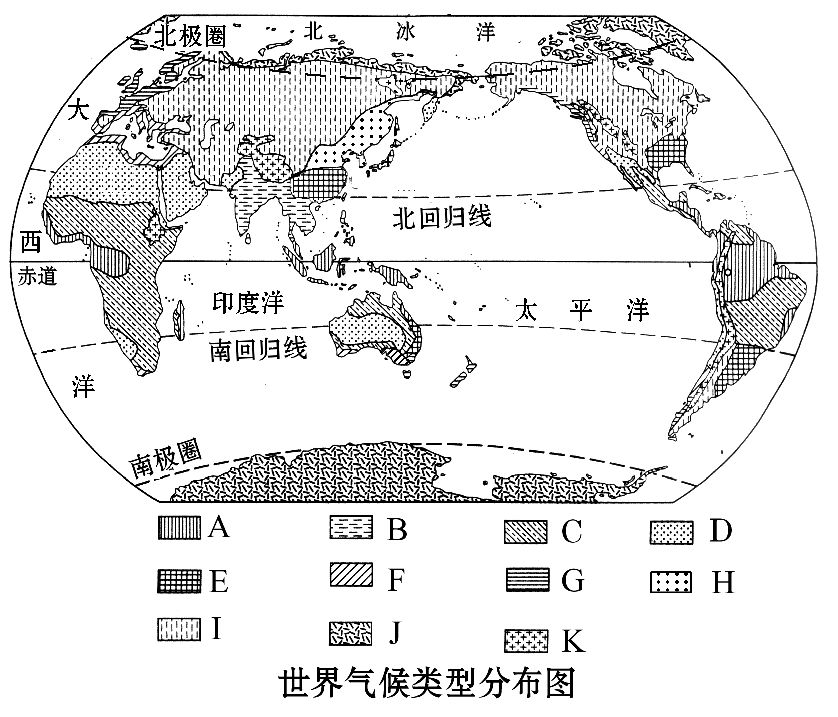 北极圈
北冰洋
大
西
洋
北回归线
赤道
印度洋
太平洋
南回归线
南极圈
A B C D
E F G H
I J K
世界气候类型分布图